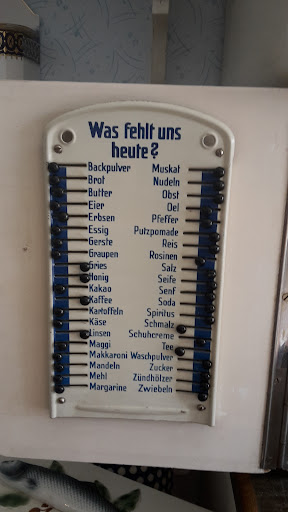 Was fehlt uns
heute?
Backpulver Muskat
Brot Nudeln
Butter Obst
Eier Oel
Erbsen Pfeffer
Essig Putzpomade
Gerste Reis
Graupen Rosinen
Gries Salz
Honig Seife
Kakao Senf
Kaffee Soda
Kartoffeln Spiritus
Käse Schmalz
Linsen Schuhcreme
Maggi Tee
Makkaroni Waschpulver
Mandeln Zucker
Mehl Zündhölzer
Margarine Zwiebeln